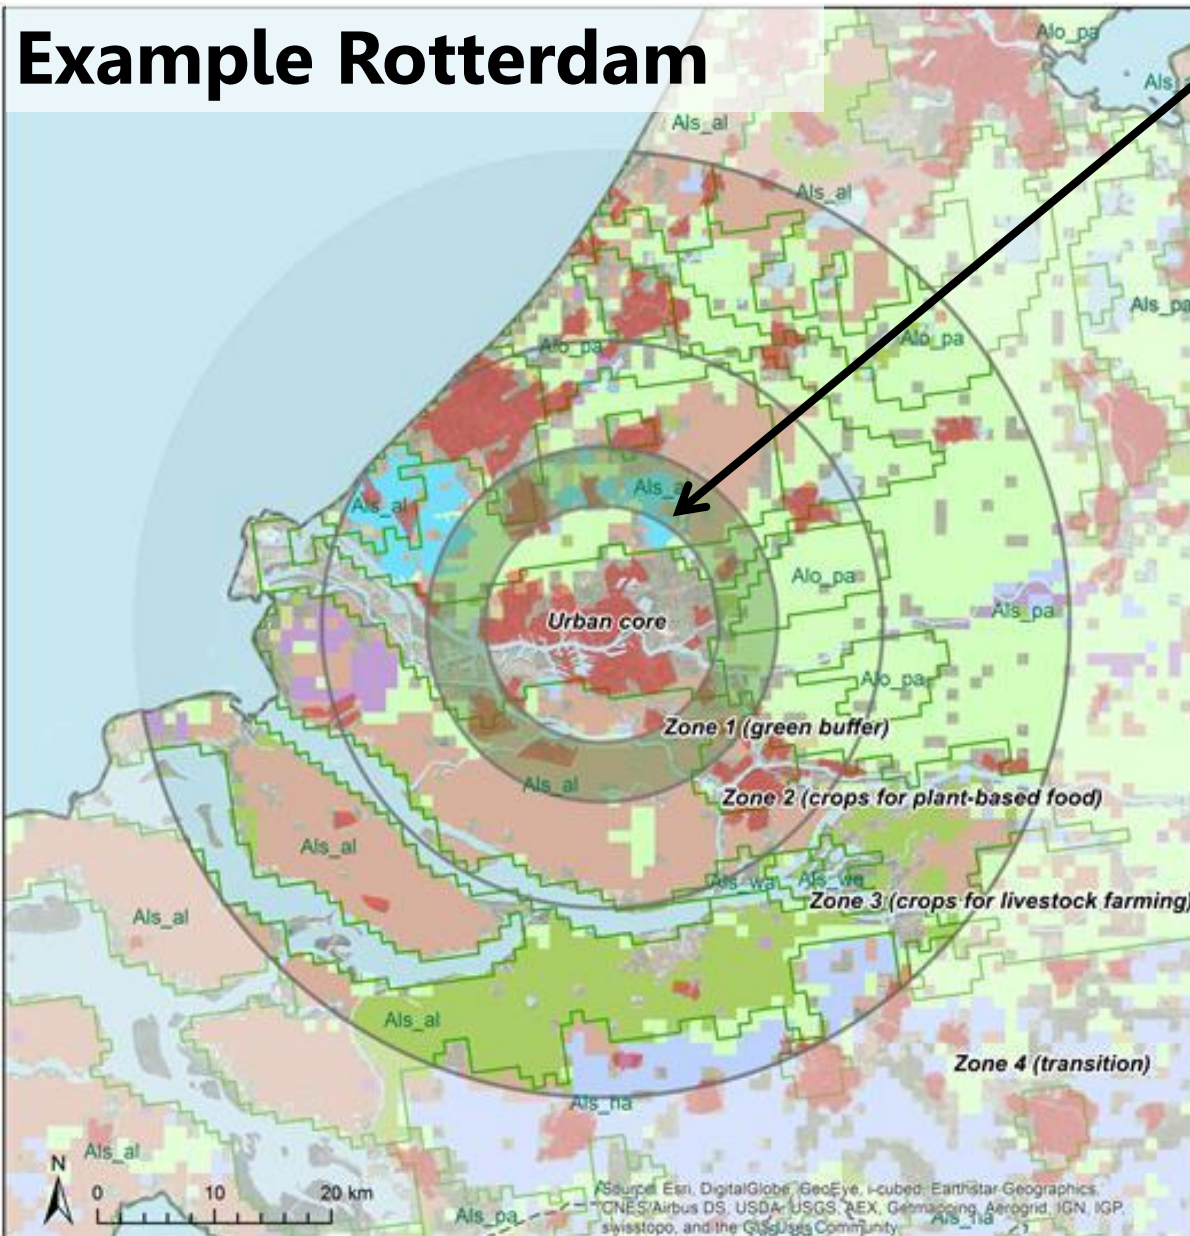 Example Rotterdam
Alo_pa
Als_al
Als_al
Als_pa
Alo_pa
Alo_pa
Als_al
Alo_pa
Als_pa
Urban core
Alo_pa
Zone 1 (green buffer)
Als_al
Zone 2 (crops for plant-based food)
Als_al
Als_wa
Zone 3 (crops for livestock farming)
Als_al
Als_al
Zone 4 (transition)
Als_na
Als_al
N
0 10 20 km
Source: Esri, DigitalGlobe, GeoEye, i-cubed, Earthstar Geographics,
CNES/Airbus DS, USDA, USGS, AEX, Getmapping, Aerogrid, IGN, IGP,
Als_pa
swisstopo, and the GIS User Community